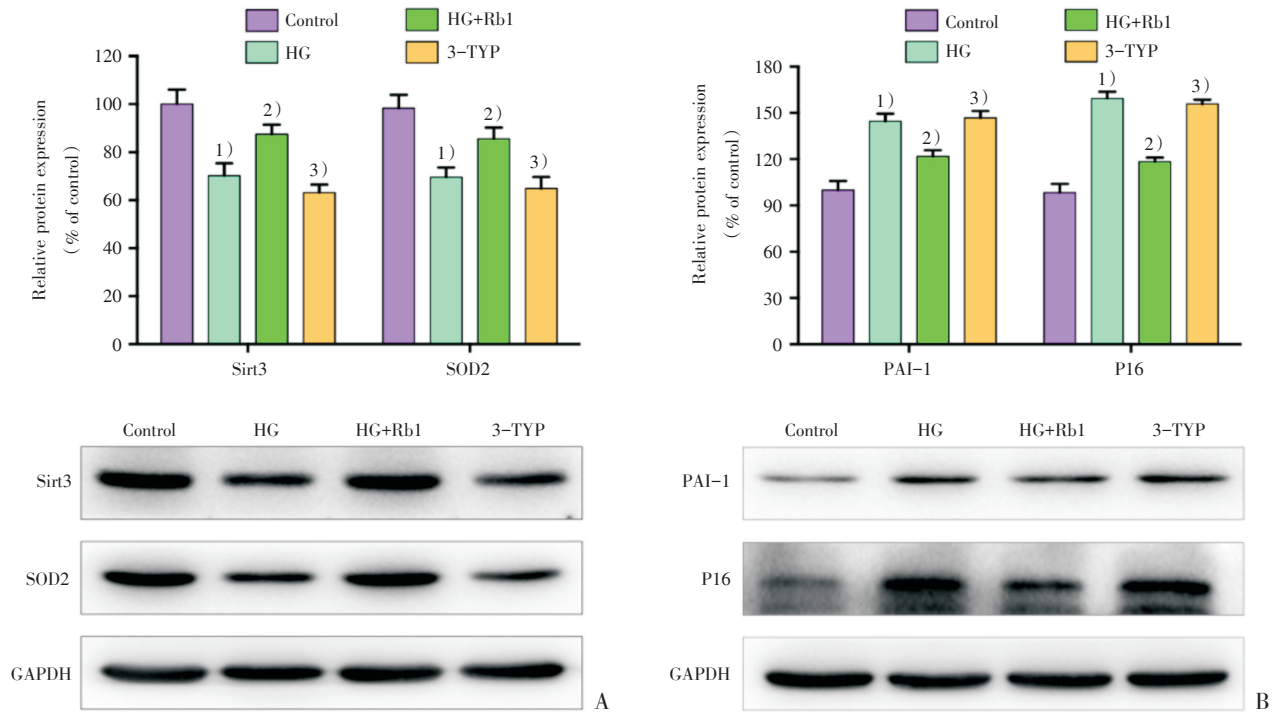 Control
HG+Rb1
HG
3-TYP
Relative protein expression
(% of control)
120
100
80
60
40
20
0
1)
2)
3)
1)
2)
3)
Sirt3
SOD2
Control
HG
HG+Rb1
3-TYP
Sirt3
SOD2
GAPDH
A
Control
HG+Rb1
HG
3-TYP
Relative protein expression
(% of control)
180
150
120
90
60
30
0
1)
2)
3)
1)
2)
3)
PAI-1
P16
Control
HG
HG+Rb1
3-TYP
PAI-1
P16
GAPDH
B